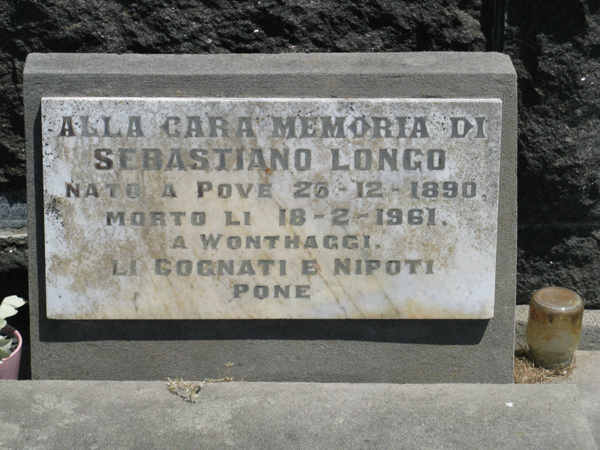 ALLA CARA MEMORIA DI
SEBASTIANO LONGO
NATO A POVE 25-12-1890.
MORTO LI 18-2-1961.
A WONTHAGGI.
LI COGNATI E NIPOTI
PONE